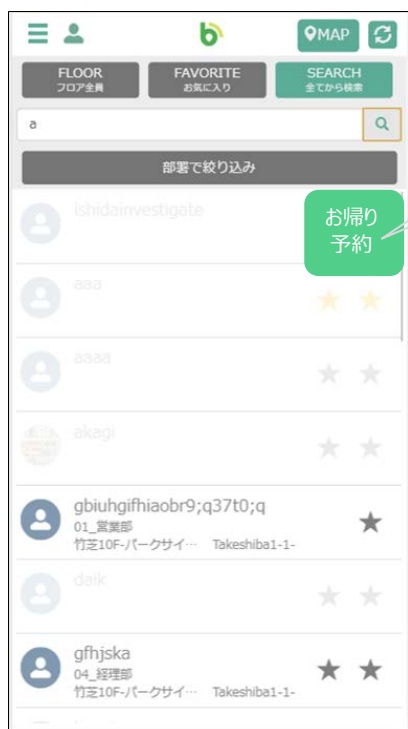 MAP
FLOOR
フロア全員
FAVORITE
お気に入り
SEARCH
全てから検索
a
部署で絞り込み
ishidainvestigate
お帰り
予約
aaa
aaaa
akagi
gbiuhgifhiaobr9;q37t0;q
01_営業部
竹芝10F-パークサイ… Takeshiba1-1-
daik
gfhjska
04_経理部
竹芝10F-パークサイ… Takeshiba1-1-